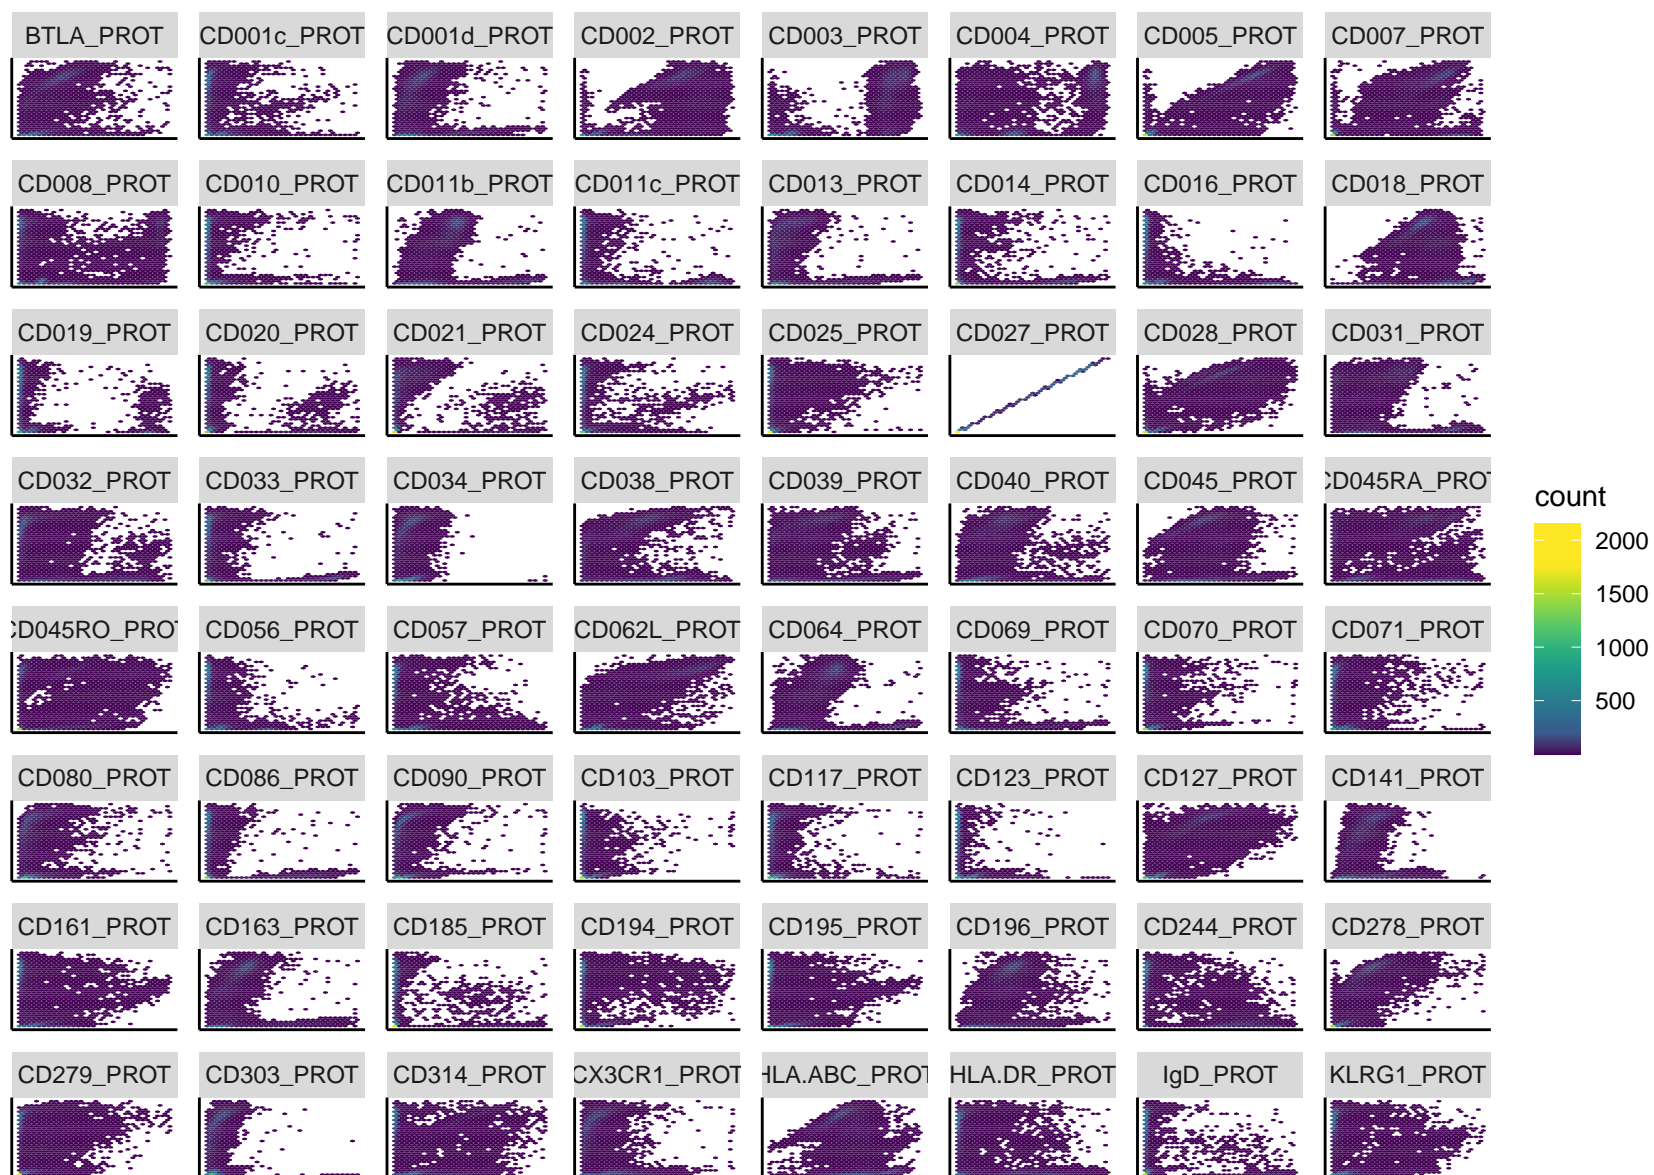 BTLA_PROT CD001c_PROT CD001d_PROT CD002_PROT CD003_PROT CD004_PROT CD005_PROT CD007_PROT
CD008_PROT CD010_PROT CD011b_PROT CD011c_PROT CD013_PROT CD014_PROT CD016_PROT CD018_PROT
CD019_PROT CD020_PROT CD021_PROT CD024_PROT CD025_PROT CD027_PROT CD028_PROT CD031_PROT
CD032_PROT CD033_PROT CD034_PROT CD038_PROT CD039_PROT CD040_PROT CD045_PROT CD045RA_PROT
count
2000
1500
1000
500
CD045RO_PROT CD056_PROT CD057_PROT CD062L_PROT CD064_PROT CD069_PROT CD070_PROT CD071_PROT
CD080_PROT CD086_PROT CD090_PROT CD103_PROT CD117_PROT CD123_PROT CD127_PROT CD141_PROT
CD161_PROT CD163_PROT CD185_PROT CD194_PROT CD195_PROT CD196_PROT CD244_PROT CD278_PROT
CD279_PROT CD303_PROT CD314_PROT CX3CR1_PROT HLA.ABC_PROT HLA.DR_PROT IgD_PROT KLRG1_PROT